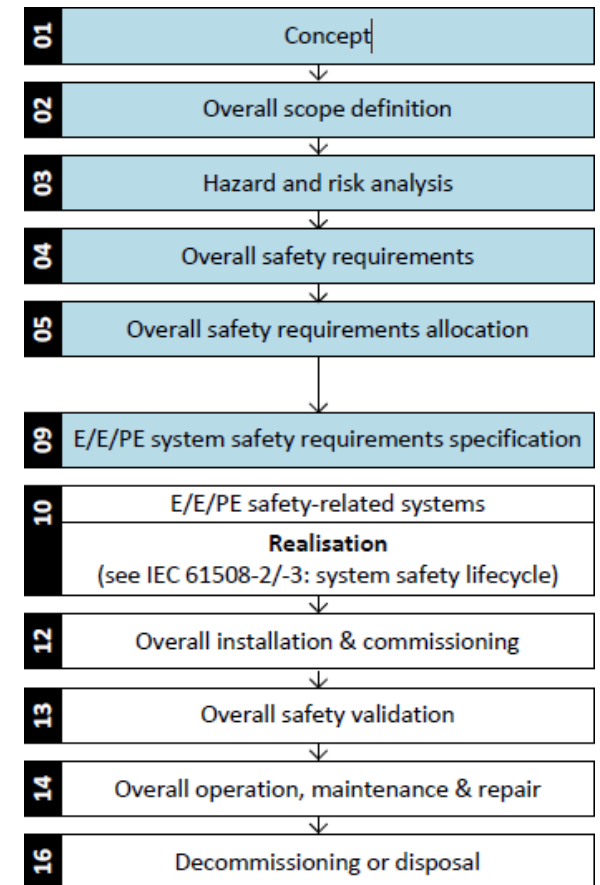 01 Concept
02 Overall scope definition
03 Hazard and risk analysis
04 Overall safety requirements
05 Overall safety requirements allocation
09 E/E/PE system safety requirements specification
10 E/E/PE safety-related systems
Realisation
(see IEC 61508-2/-3: system safety lifecycle)
12 Overall installation & commissioning
13 Overall safety validation
14 Overall operation, maintenance & repair
16 Decommissioning or disposal